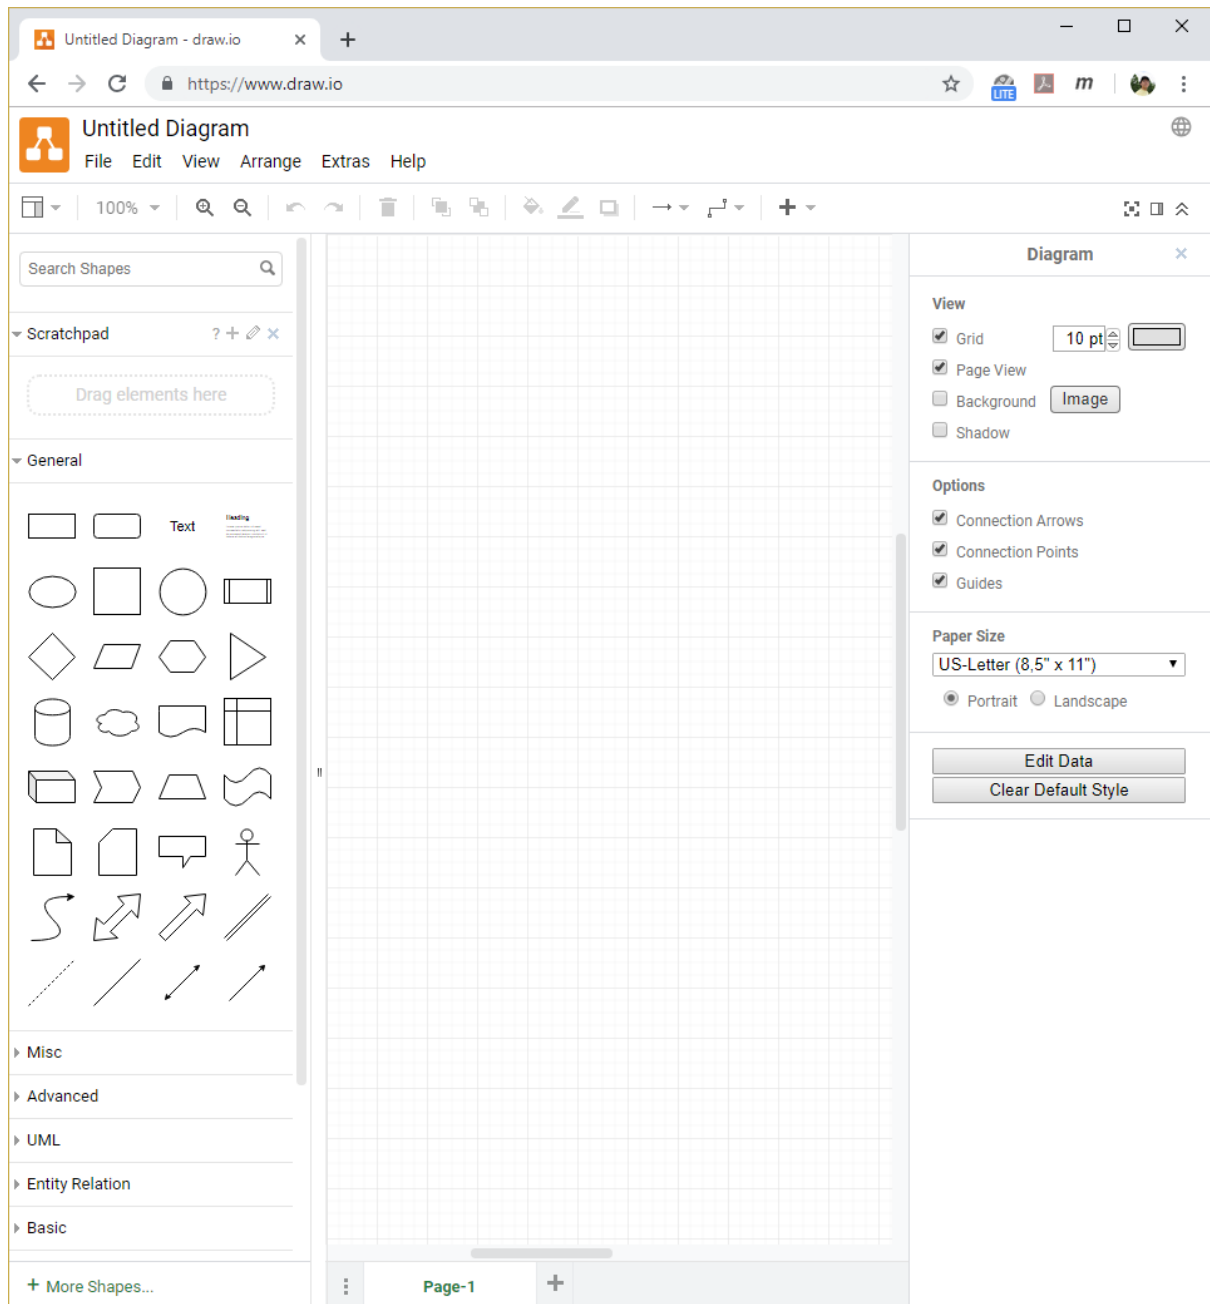 Untitled Diagram - draw.io
https://www.draw.io
LITE
m
Untitled Diagram
File Edit View Arrange Extras Help
100%
Search Shapes
Scratchpad
?
Drag elements here
General
Text
Heading
Misc
Advanced
UML
Entity Relation
Basic
+ More Shapes...
Page-1
Diagram
View
Grid 10 pt
Page View
Background Image
Shadow
Options
Connection Arrows
Connection Points
Guides
Paper Size
US-Letter (8,5" x 11")
Portrait Landscape
Edit Data
Clear Default Style